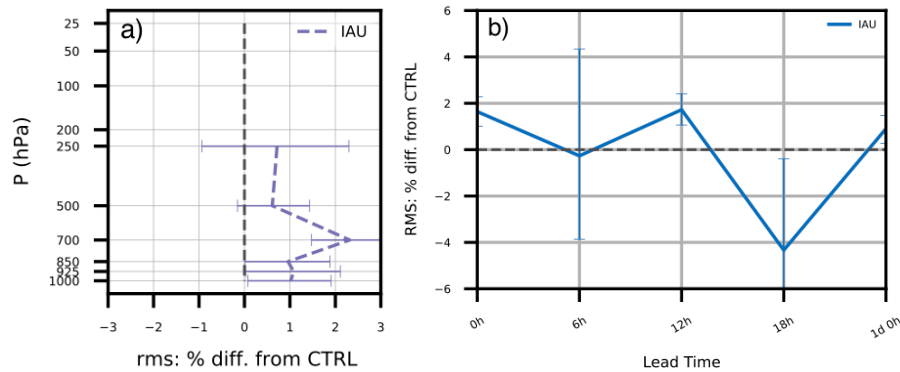 a)
IAU
25
50
100
200
250
500
700
850
925
1000
P (hPa)
−3 −2 −1 0 1 2 3
rms: % diff. from CTRL
b)
IAU
6
4
2
0
−2
−4
−6
RMS: % diff. from CTRL
0h 6h 12h 18h 1d 0h
Lead Time